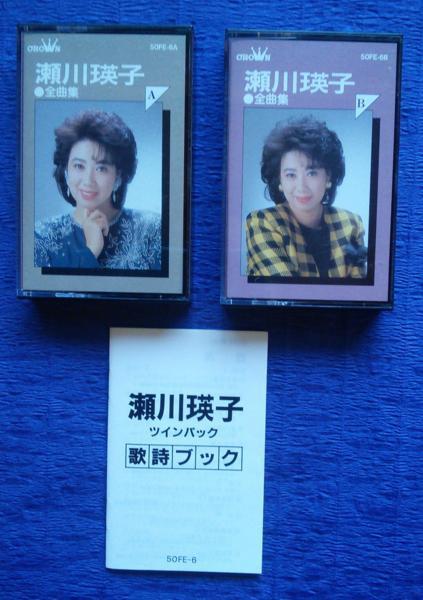 CROWN
50FE-6A
瀬川瑛子
●全曲集
A
CROWN
50FE-6B
瀬川瑛子
●全曲集
B
瀬川瑛子
ツインパック
歌詩ブック
50FE-6